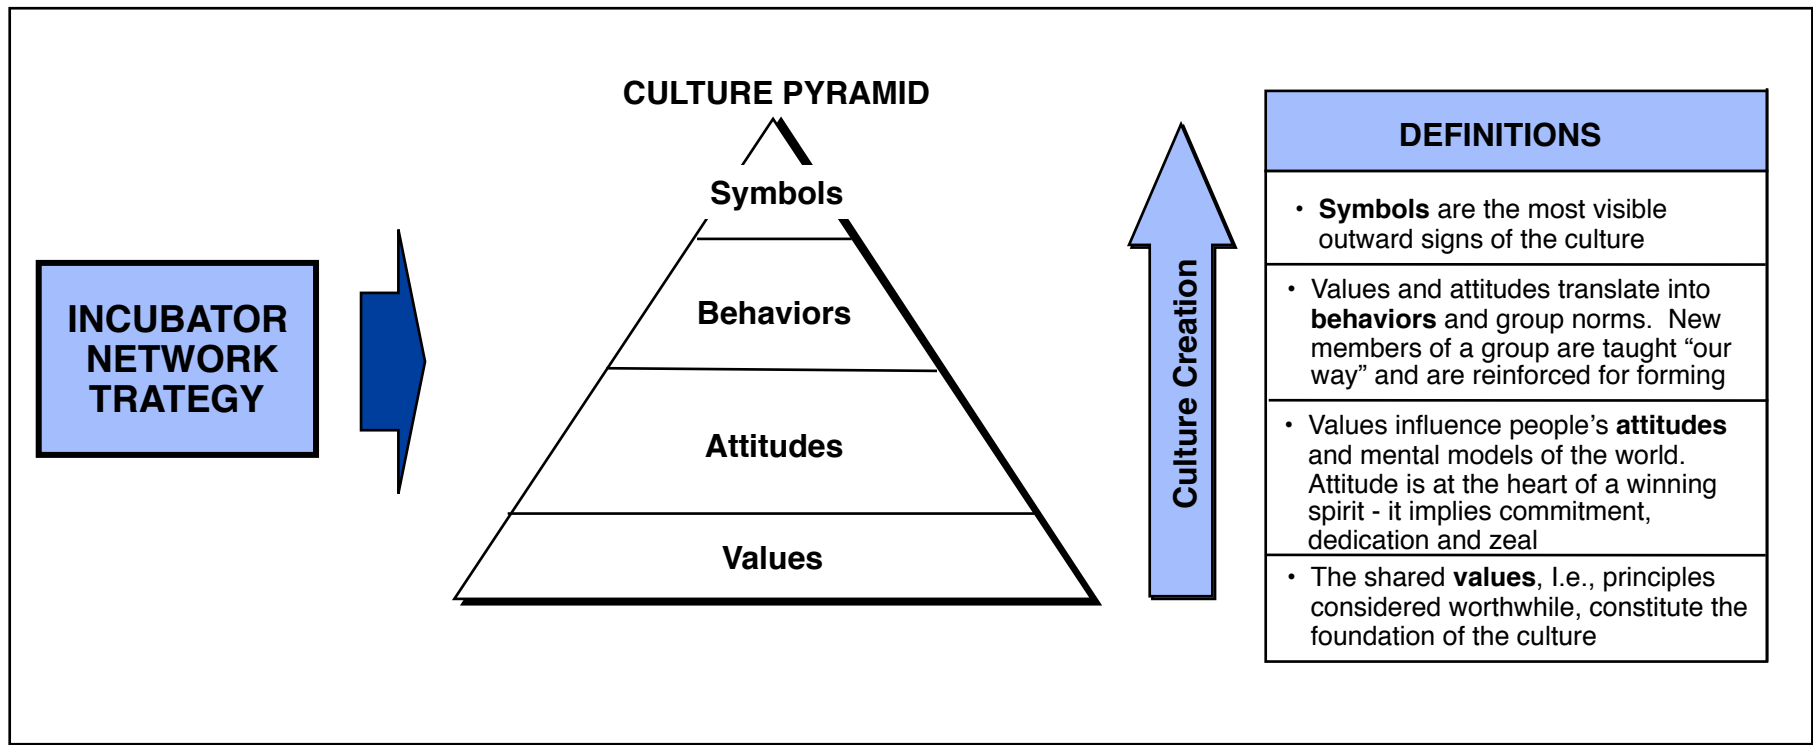 CULTURE PYRAMID
INCUBATOR
NETWORK
TRATEGY
Symbols
Behaviors
Attitudes
Values
Culture Creation
DEFINITIONS
• Symbols are the most visible
outward signs of the culture
• Values and attitudes translate into
behaviors and group norms.  New
members of a group are taught “our
way” and are reinforced for forming
• Values influence people’s attitudes
and mental models of the world.
Attitude is at the heart of a winning
spirit - it implies commitment,
dedication and zeal
• The shared values, I.e., principles
considered worthwhile, constitute the
foundation of the culture